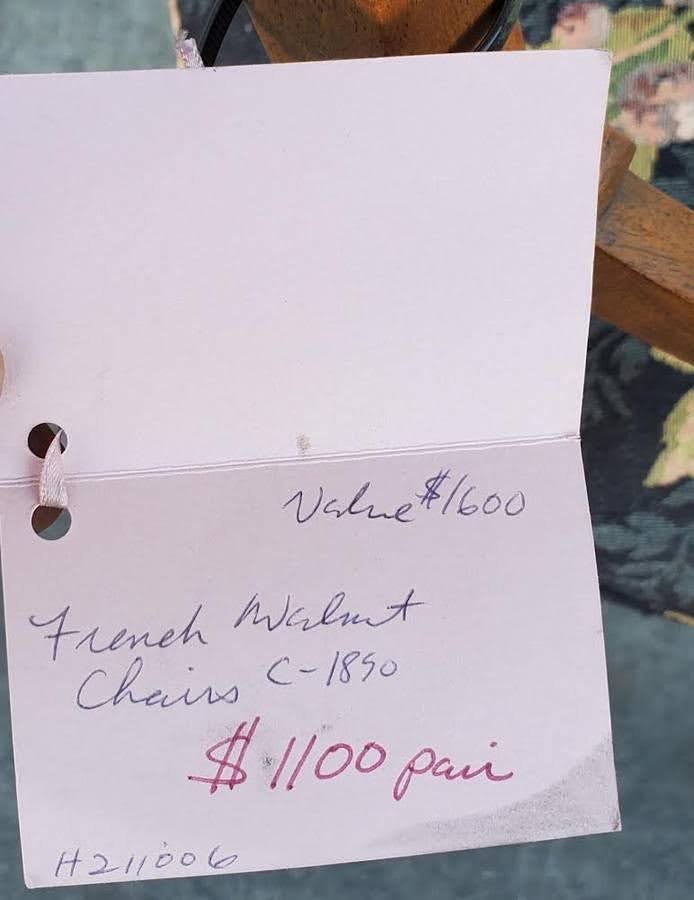 Value $1600
French Walnut
Chairs C-1890
$1100 pair
H211006